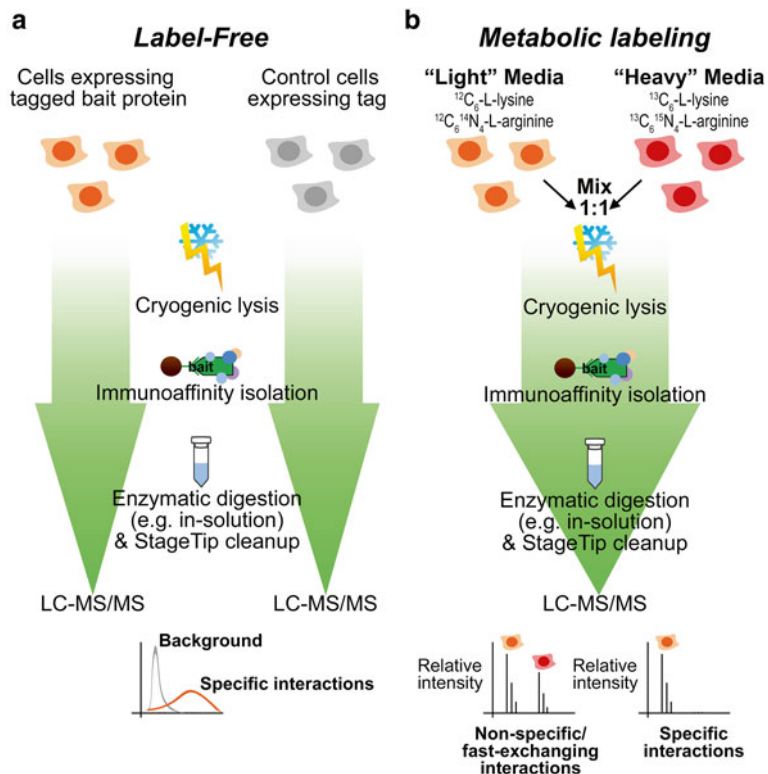 a
Label-Free
Cells expressing
tagged bait protein
Control cells
expressing tag
Cryogenic lysis
bait
Immunoaffinity isolation
Enzymatic digestion
(e.g. in-solution)
& StageTip cleanup
LC-MS/MS
LC-MS/MS
Background
Specific interactions
b
Metabolic labeling
“Light” Media
¹²C₆-L-lysine
¹²C₆¹⁴N₄-L-arginine
“Heavy” Media
¹³C₆-L-lysine
¹³C₆¹⁵N₄-L-arginine
Mix
1:1
Cryogenic lysis
bait
Immunoaffinity isolation
Enzymatic digestion
(e.g. in-solution)
& StageTip cleanup
LC-MS/MS
Relative
intensity
Non-specific/
fast-exchanging
interactions
Relative
intensity
Specific
interactions